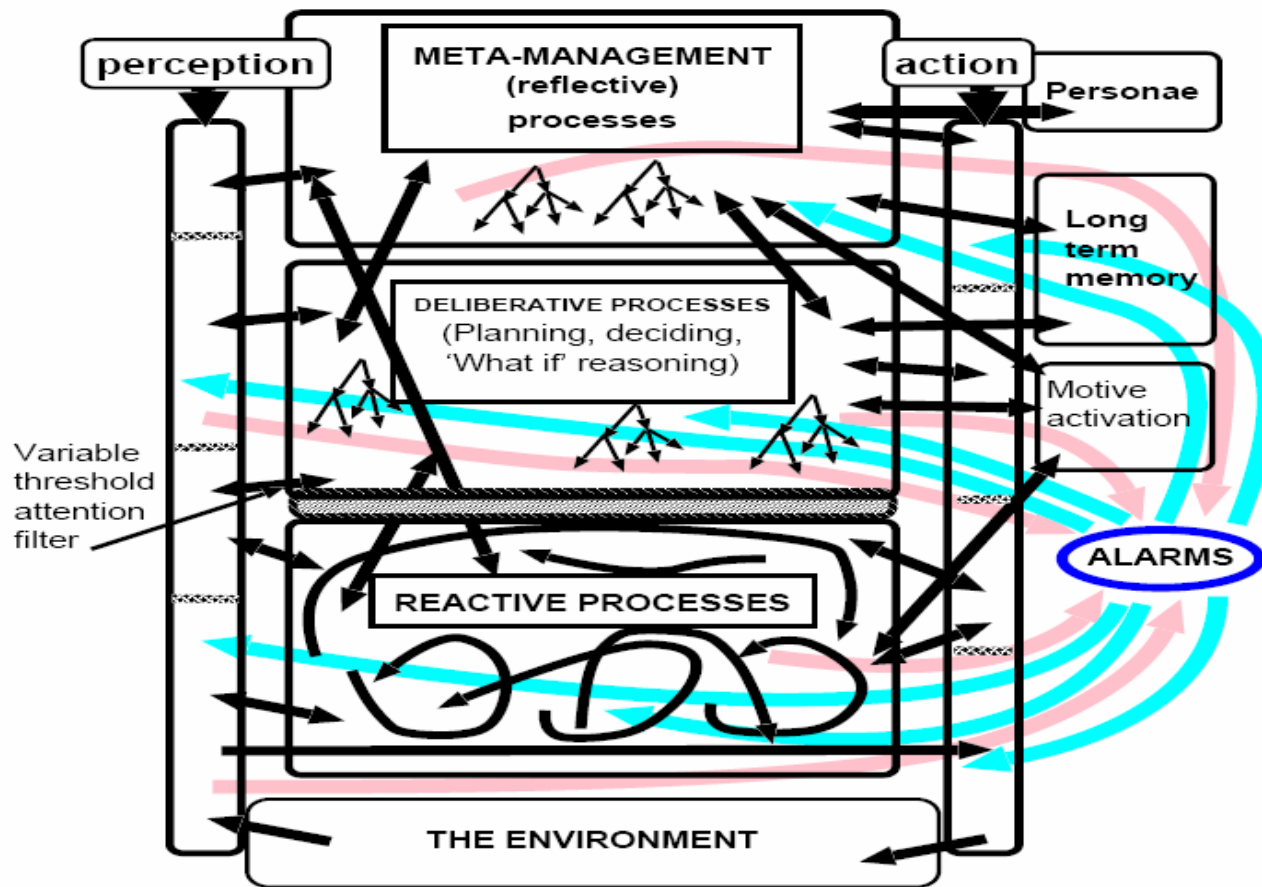 perception
META-MANAGEMENT
(reflective)
processes
action
Personae
Long
term
memory
DELIBERATIVE PROCESSES
(Planning, deciding,
‘What if’ reasoning)
Motive
activation
Variable
threshold
attention
filter
ALARMS
REACTIVE PROCESSES
THE ENVIRONMENT